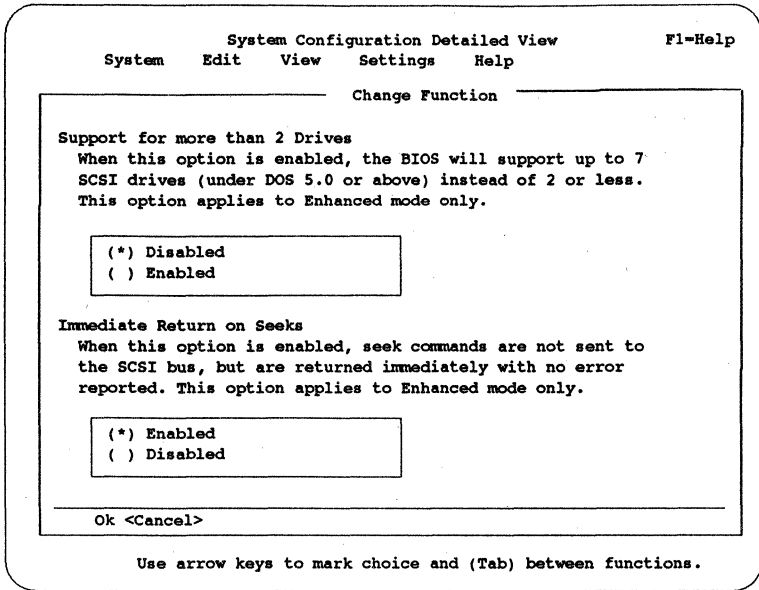 System Configuration Detailed View F1=Help
System Edit View Settings Help
Change Function
Support for more than 2 Drives
When this option is enabled, the BIOS will support up to 7
SCSI drives (under DOS 5.0 or above) instead of 2 or less.
This option applies to Enhanced mode only.
(*) Disabled
( ) Enabled
Immediate Return on Seeks
When this option is enabled, seek commands are not sent to
the SCSI bus, but are returned immediately with no error
reported. This option applies to Enhanced mode only.
(*) Enabled
( ) Disabled
Ok <Cancel>
Use arrow keys to mark choice and (Tab) between functions.